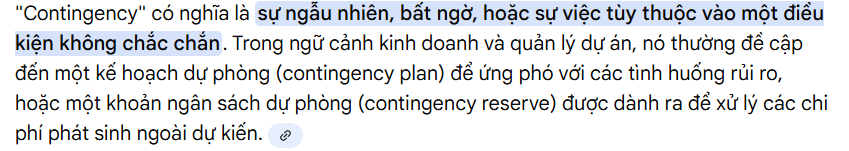 "Contingency" có nghĩa là sự ngẫu nhiên, bất ngờ, hoặc sự việc tùy thuộc vào một điều
kiện không chắc chắn. Trong ngữ cảnh kinh doanh và quản lý dự án, nó thường đề cập
đến một kế hoạch dự phòng (contingency plan) để ứng phó với các tình huống rủi ro,
hoặc một khoản ngân sách dự phòng (contingency reserve) được dành ra để xử lý các chi
phí phát sinh ngoài dự kiến.